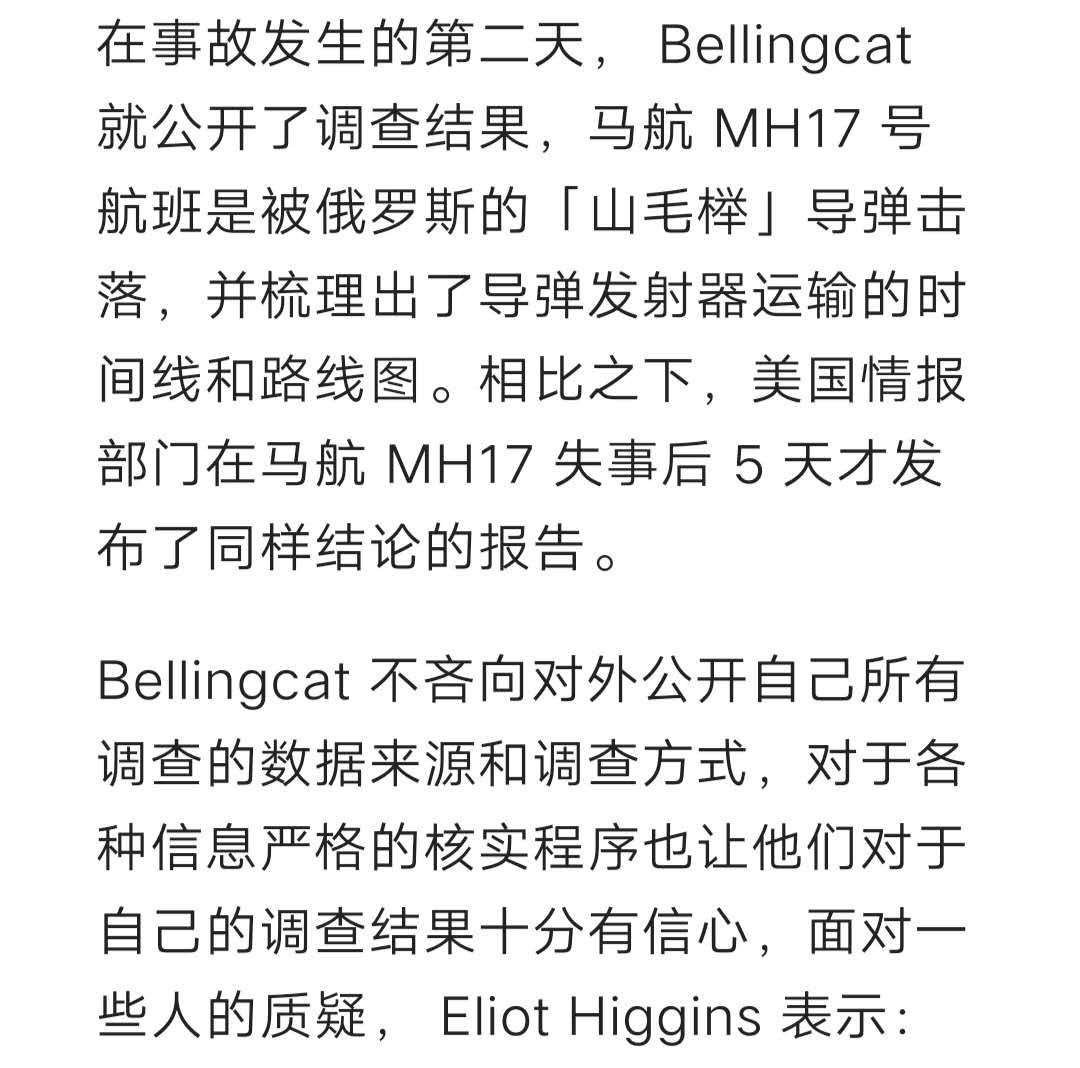 在事故发生的第二天， Bellingcat
就公开了调查结果，马航 MH17 号
航班是被俄罗斯的「山毛榉」导弹击
落，并梳理出了导弹发射器运输的时
间线和路线图。相比之下，美国情报
部门在马航 MH17 失事后 5 天才发
布了同样结论的报告。
Bellingcat 不吝向对外公开自己所有
调查的数据来源和调查方式，对于各
种信息严格的核实程序也让他们对于
自己的调查结果十分有信心，面对一
些人的质疑， Eliot Higgins 表示：